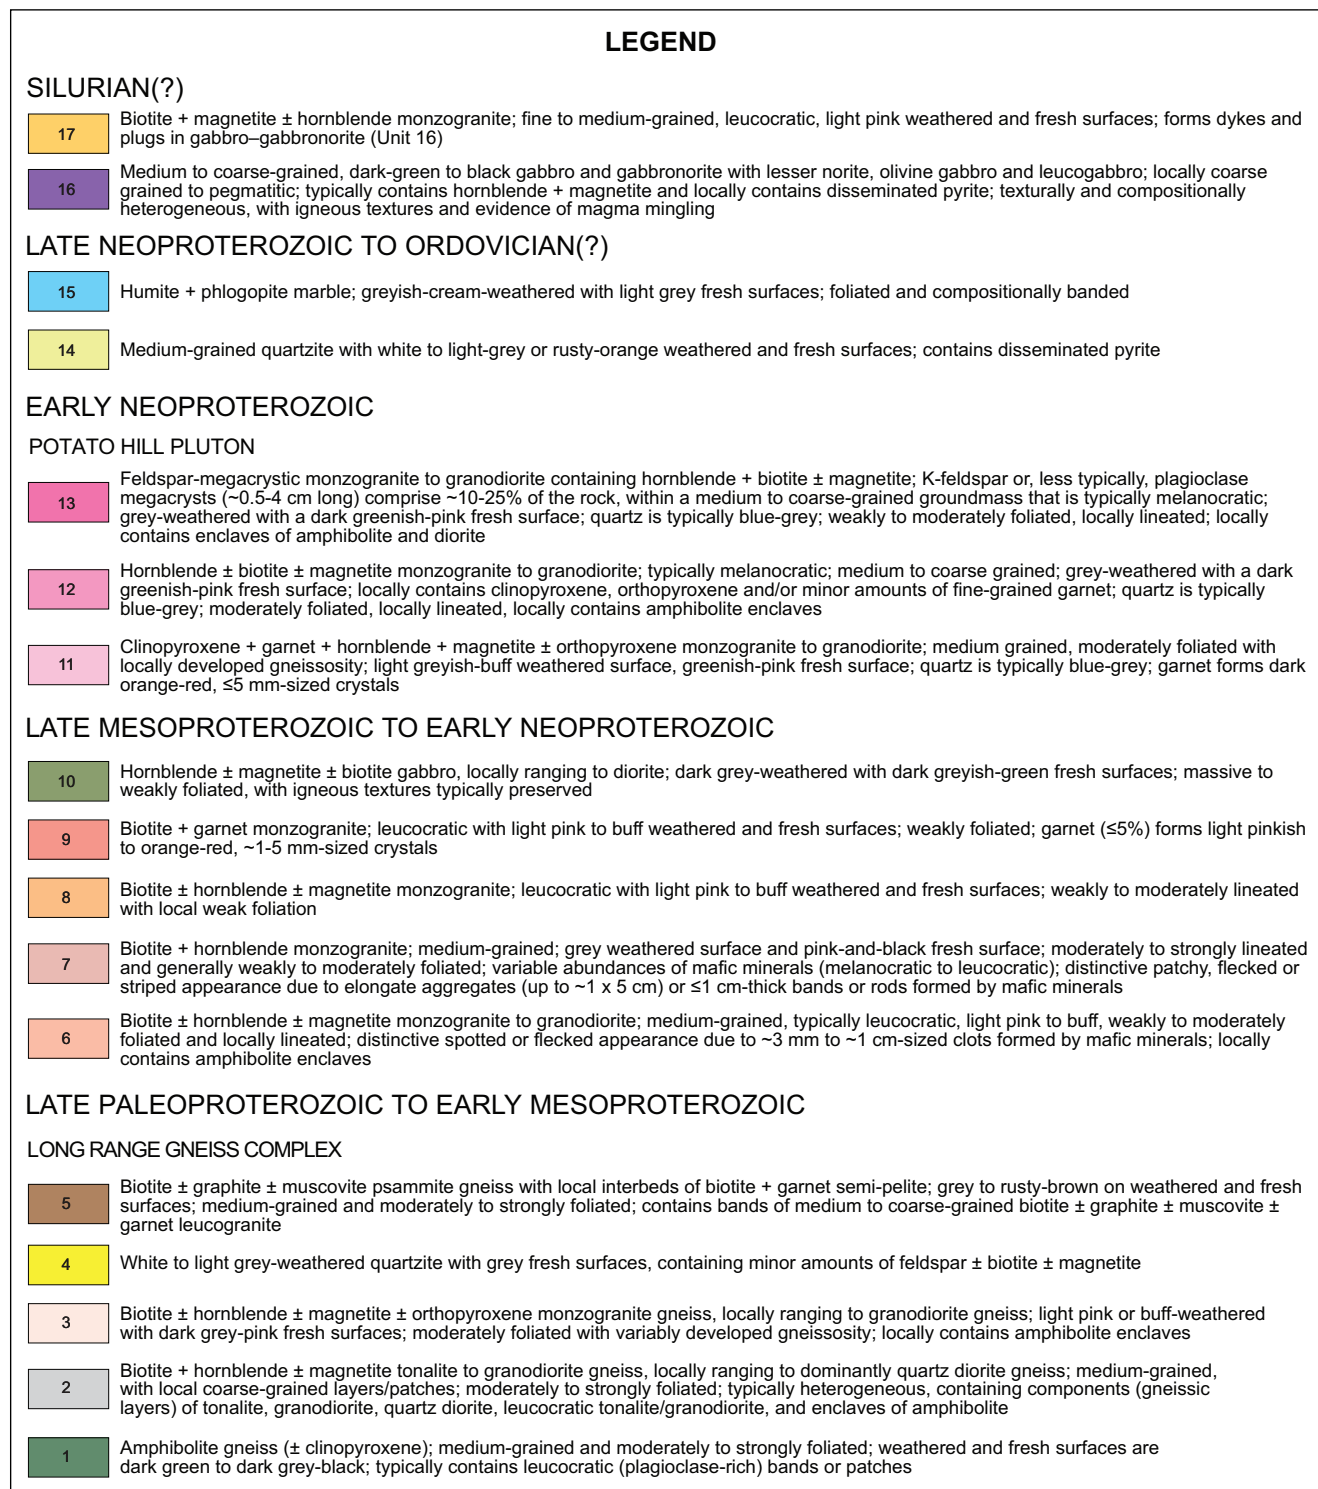 LEGEND
SILURIAN(?)
17
Biotite + magnetite ± hornblende monzogranite; fine to medium-grained, leucocratic, light pink weathered and fresh surfaces; forms dykes and
plugs in gabbro–gabbronorite (Unit 16)
16
Medium to coarse-grained, dark-green to black gabbro and gabbronorite with lesser norite, olivine gabbro and leucogabbro; locally coarse
grained to pegmatitic; typically contains hornblende + magnetite and locally contains disseminated pyrite; texturally and compositionally
heterogeneous, with igneous textures and evidence of magma mingling
LATE NEOPROTEROZOIC TO ORDOVICIAN(?)
15
Humite + phlogopite marble; greyish-cream-weathered with light grey fresh surfaces; foliated and compositionally banded
14
Medium-grained quartzite with white to light-grey or rusty-orange weathered and fresh surfaces; contains disseminated pyrite
EARLY NEOPROTEROZOIC
POTATO HILL PLUTON
13
Feldspar-megacrystic monzogranite to granodiorite containing hornblende + biotite ± magnetite; K-feldspar or, less typically, plagioclase
megacrysts (~0.5-4 cm long) comprise ~10-25% of the rock, within a medium to coarse-grained groundmass that is typically melanocratic;
grey-weathered with a dark greenish-pink fresh surface; quartz is typically blue-grey; weakly to moderately foliated, locally lineated; locally
contains enclaves of amphibolite and diorite
12
Hornblende ± biotite ± magnetite monzogranite to granodiorite; typically melanocratic; medium to coarse grained; grey-weathered with a dark
greenish-pink fresh surface; locally contains clinopyroxene, orthopyroxene and/or minor amounts of fine-grained garnet; quartz is typically
blue-grey; moderately foliated, locally lineated, locally contains amphibolite enclaves
11
Clinopyroxene + garnet + hornblende + magnetite ± orthopyroxene monzogranite to granodiorite; medium grained, moderately foliated with
locally developed gneissosity; light greyish-buff weathered surface, greenish-pink fresh surface; quartz is typically blue-grey; garnet forms dark
orange-red, ≤5 mm-sized crystals
LATE MESOPROTEROZOIC TO EARLY NEOPROTEROZOIC
10
Hornblende ± magnetite ± biotite gabbro, locally ranging to diorite; dark grey-weathered with dark greyish-green fresh surfaces; massive to
weakly foliated, with igneous textures typically preserved
9
Biotite + garnet monzogranite; leucocratic with light pink to buff weathered and fresh surfaces; weakly foliated; garnet (≤5%) forms light pinkish
to orange-red, ~1-5 mm-sized crystals
8
Biotite ± hornblende ± magnetite monzogranite; leucocratic with light pink to buff weathered and fresh surfaces; weakly to moderately lineated
with local weak foliation
7
Biotite + hornblende monzogranite; medium-grained; grey weathered surface and pink-and-black fresh surface; moderately to strongly lineated
and generally weakly to moderately foliated; variable abundances of mafic minerals (melanocratic to leucocratic); distinctive patchy, flecked or
striped appearance due to elongate aggregates (up to ~1 x 5 cm) or ≤1 cm-thick bands or rods formed by mafic minerals
6
Biotite ± hornblende ± magnetite monzogranite to granodiorite; medium-grained, typically leucocratic, light pink to buff, weakly to moderately
foliated and locally lineated; distinctive spotted or flecked appearance due to ~3 mm to ~1 cm-sized clots formed by mafic minerals; locally
contains amphibolite enclaves
LATE PALEOPROTEROZOIC TO EARLY MESOPROTEROZOIC
LONG RANGE GNEISS COMPLEX
5
Biotite ± graphite ± muscovite psammite gneiss with local interbeds of biotite + garnet semi-pelite; grey to rusty-brown on weathered and fresh
surfaces; medium-grained and moderately to strongly foliated; contains bands of medium to coarse-grained biotite ± graphite ± muscovite ±
garnet leucogranite
4
White to light grey-weathered quartzite with grey fresh surfaces, containing minor amounts of feldspar ± biotite ± magnetite
3
Biotite ± hornblende ± magnetite ± orthopyroxene monzogranite gneiss, locally ranging to granodiorite gneiss; light pink or buff-weathered
with dark grey-pink fresh surfaces; moderately foliated with variably developed gneissosity; locally contains amphibolite enclaves
2
Biotite + hornblende ± magnetite tonalite to granodiorite gneiss, locally ranging to dominantly quartz diorite gneiss; medium-grained,
with local coarse-grained layers/patches; moderately to strongly foliated; typically heterogeneous, containing components (gneissic
layers) of tonalite, granodiorite, quartz diorite, leucocratic tonalite/granodiorite, and enclaves of amphibolite
1
Amphibolite gneiss (± clinopyroxene); medium-grained and moderately to strongly foliated; weathered and fresh surfaces are
dark green to dark grey-black; typically contains leucocratic (plagioclase-rich) bands or patches